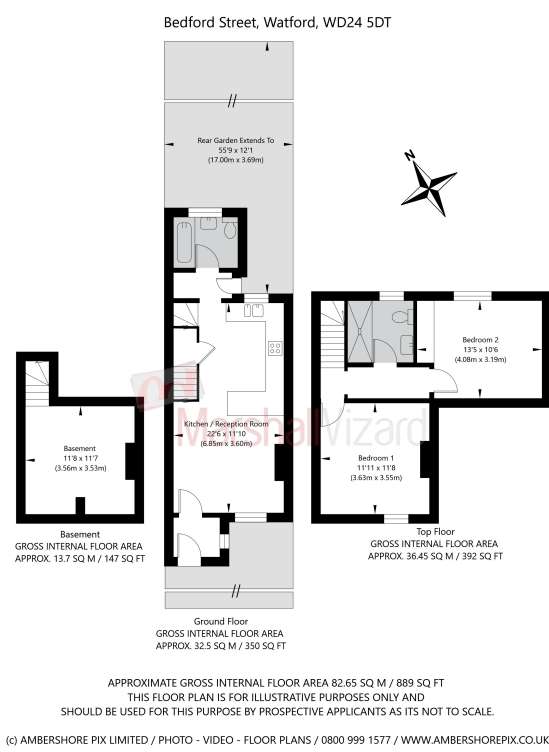 Bedford Street, Watford, WD24 5DT
Rear Garden Extends To
55'9 x 12'1
(17.00m x 3.69m)
N
Bedroom 2
13'5 x 10'6
(4.08m x 3.19m)
Kitchen / Reception Room
22'6 x 11'10
(6.85m x 3.60m)
MarshallVizard
Basement
11'8 x 11'7
(3.56m x 3.53m)
Bedroom 1
11'11 x 11'8
(3.63m x 3.55m)
Basement
GROSS INTERNAL FLOOR AREA
APPROX. 13.7 SQ M / 147 SQ FT
Top Floor
GROSS INTERNAL FLOOR AREA
APPROX. 36.45 SQ M / 392 SQ FT
Ground Floor
GROSS INTERNAL FLOOR AREA
APPROX. 32.5 SQ M / 350 SQ FT
APPROXIMATE GROSS INTERNAL FLOOR AREA 82.65 SQ M / 889 SQ FT
THIS FLOOR PLAN IS FOR ILLUSTRATIVE PURPOSES ONLY AND
SHOULD BE USED FOR THIS PURPOSE BY PROSPECTIVE APPLICANTS AS ITS NOT TO SCALE.
(c) AMBERSHORE PIX LIMITED / PHOTO - VIDEO - FLOOR PLANS / 0800 999 1577 / WWW.AMBERSHOREPIX.CO.UK